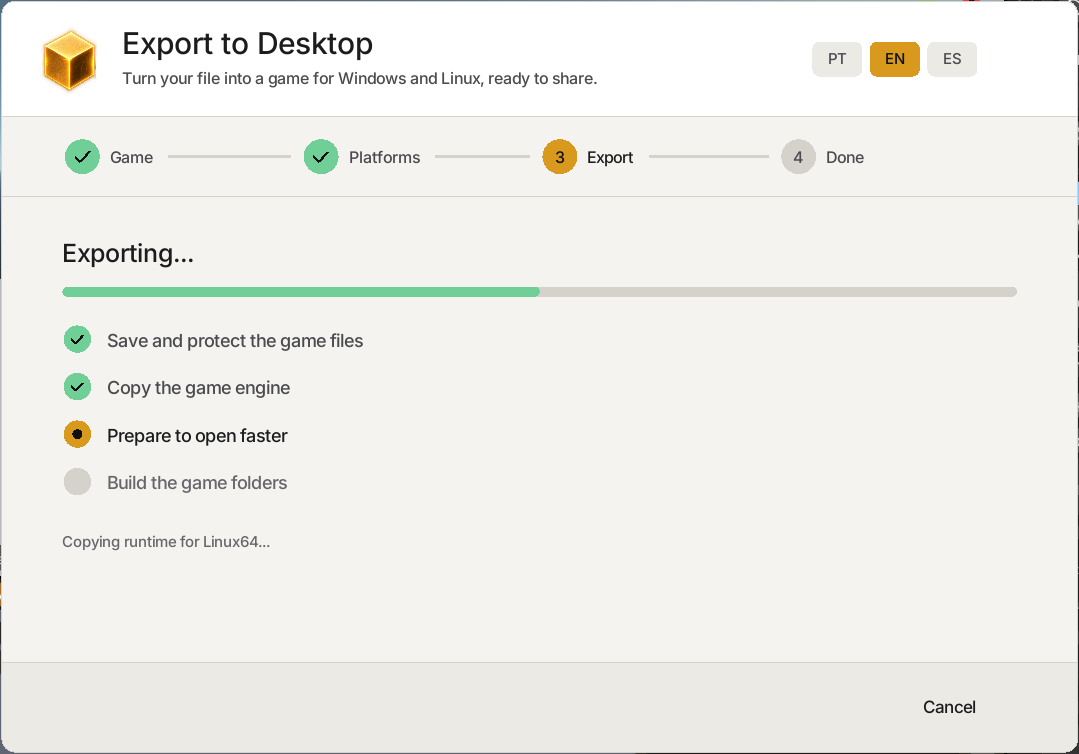 Export to Desktop
Turn your file into a game for Windows and Linux, ready to share.
PT
EN
ES
Game
Platforms
3
Export
4
Done
Exporting...
Save and protect the game files
Copy the game engine
Prepare to open faster
Build the game folders
Copying runtime for Linux64...
Cancel